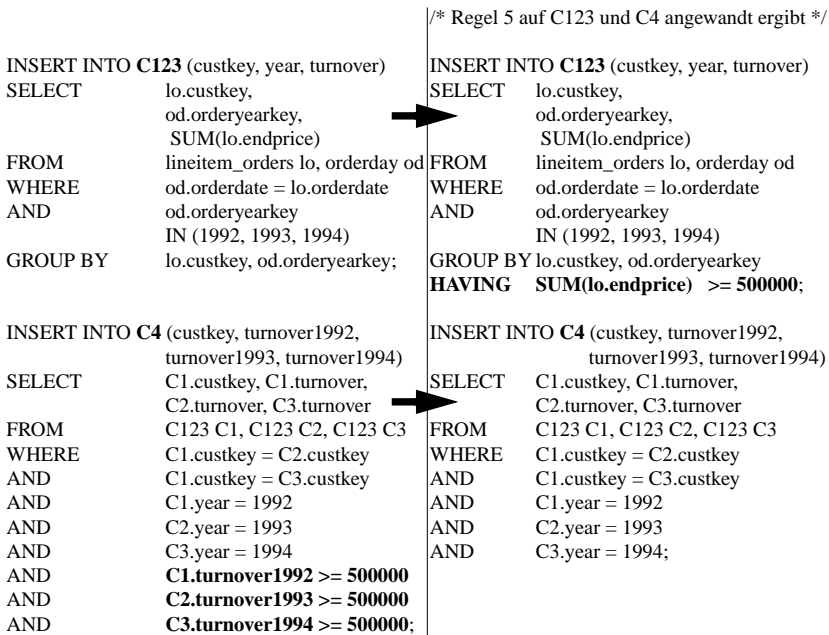 /* Regel 5 auf C123 und C4 angewandt ergibt */
INSERT INTO C123 (custkey, year, turnover)
SELECT lo.custkey,
od.orderyearkey,
SUM(lo.endprice)
FROM lineitem_orders lo, orderday od
WHERE od.orderdate = lo.orderdate
AND od.orderyearkey
IN (1992, 1993, 1994)
GROUP BY lo.custkey, od.orderyearkey;
INSERT INTO C4 (custkey, turnover1992,
turnover1993, turnover1994)
SELECT C1.custkey, C1.turnover,
C2.turnover, C3.turnover
FROM C123 C1, C123 C2, C123 C3
WHERE C1.custkey = C2.custkey
AND C1.custkey = C3.custkey
AND C1.year = 1992
AND C2.year = 1993
AND C3.year = 1994
AND C1.turnover1992 >= 500000
AND C2.turnover1993 >= 500000
AND C3.turnover1994 >= 500000;
INSERT INTO C123 (custkey, year, turnover)
SELECT lo.custkey,
od.orderyearkey,
SUM(lo.endprice)
FROM lineitem_orders lo, orderday od
WHERE od.orderdate = lo.orderdate
AND od.orderyearkey
IN (1992, 1993, 1994)
GROUP BY lo.custkey, od.orderyearkey
HAVING SUM(lo.endprice) >= 500000;
INSERT INTO C4 (custkey, turnover1992,
turnover1993, turnover1994)
SELECT C1.custkey, C1.turnover,
C2.turnover, C3.turnover
FROM C123 C1, C123 C2, C123 C3
WHERE C1.custkey = C2.custkey
AND C1.custkey = C3.custkey
AND C1.year = 1992
AND C2.year = 1993
AND C3.year = 1994;